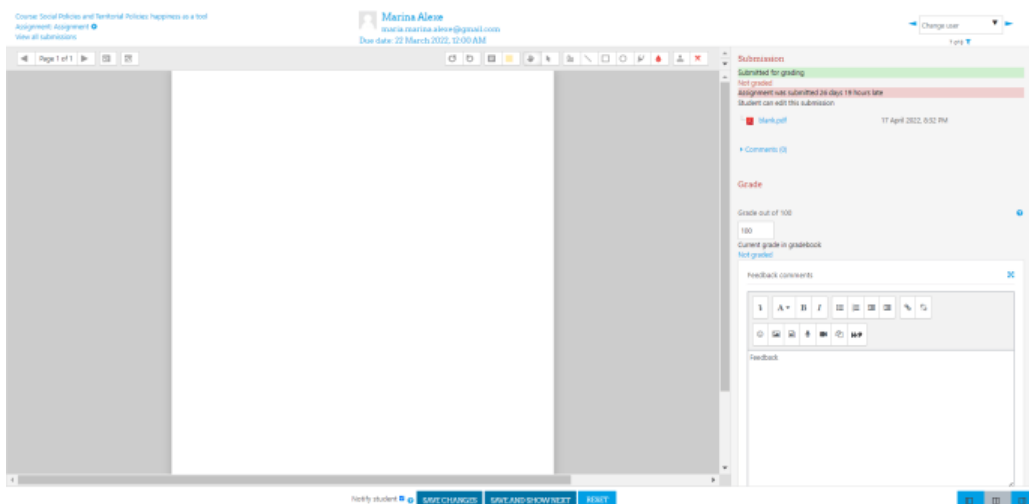 Course: Social Policies and Territorial Policies: happiness as a tool
Assignment: Assignment
View all submissions
Marina Alexe
maria.marina.alexe@gmail.com
Due date: 22 March 2022, 12:00 AM
Change user
Page 1 of 1
Submission
Submitted for grading
Not graded
Assignment was submitted 26 days 19 hours late
Student can edit this submission
blank.pdf 17 April 2022, 8:32 PM
Comments (0)
Grade
Grade out of 100
100
Current grade in gradebook
Not graded
Feedback comments
A B I
H-P
Feedback
Notify student SAVE CHANGES SAVE AND SHOW NEXT RESET